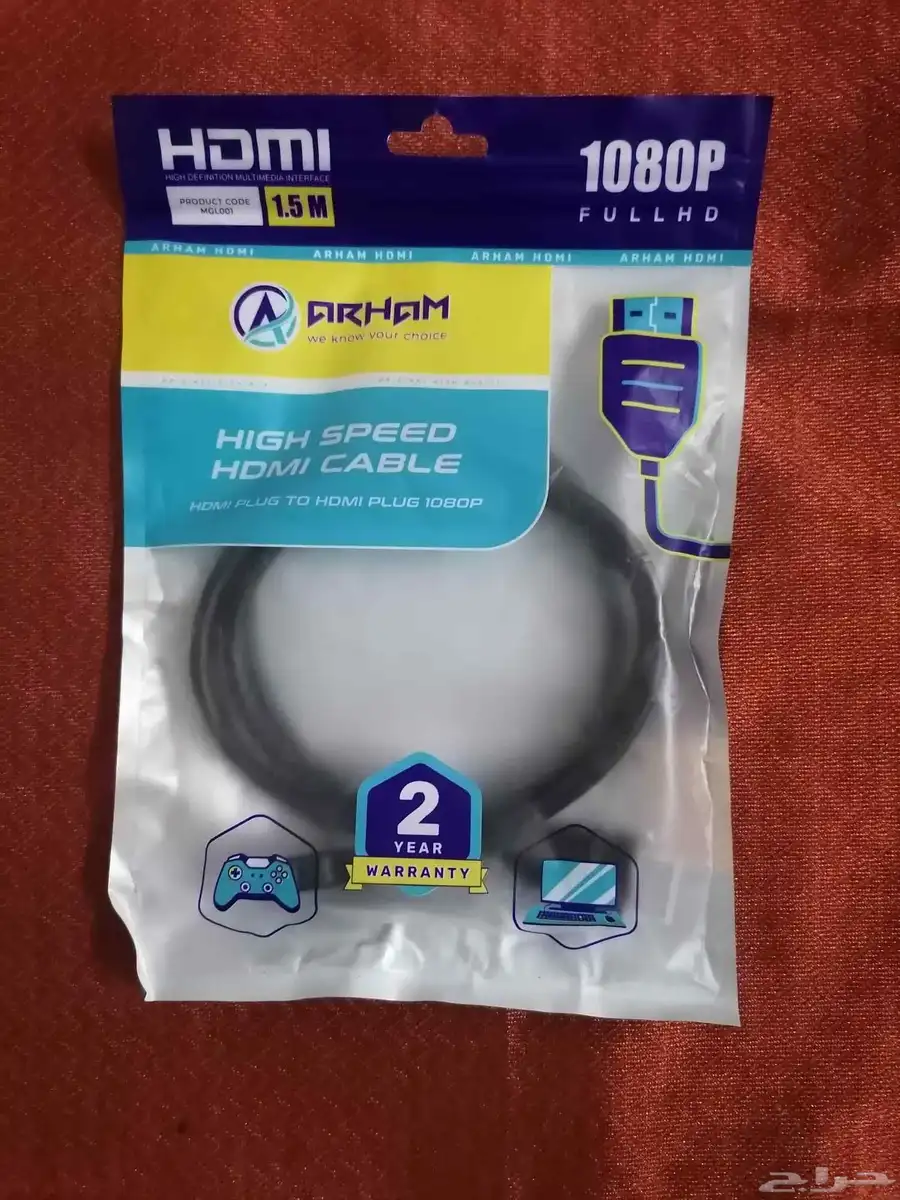 HDMI
HIGH DEFINITION MULTIMEDIA INTERFACE
PRODUCT CODE
MGL001
1.5 M
1080P
FULLHD
ARHAM HDMI ARHAM HDMI ARHAM HDMI ARHAM HDMI
ARHAM
we know your choice
HIGH SPEED
HDMI CABLE
HDMI PLUG TO HDMI PLUG 1080P
2
YEAR
WARRANTY
حراج